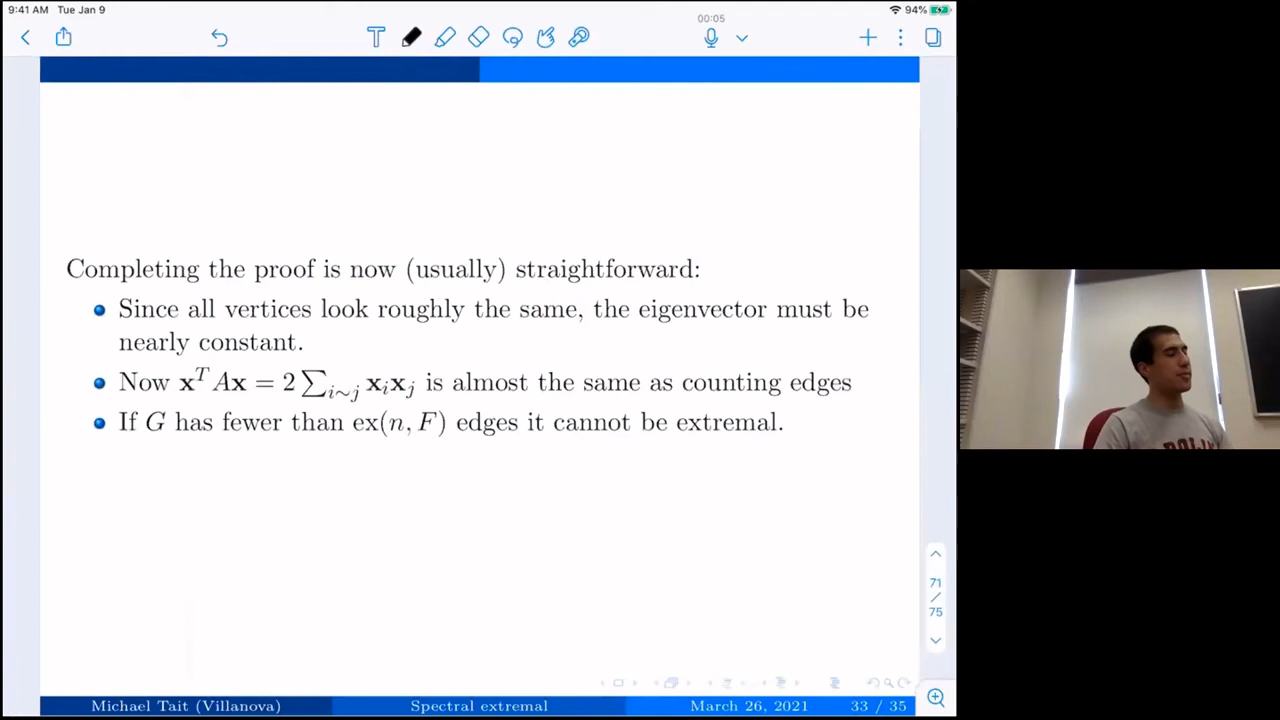 9:41 AM Tue Jan 9
94%
00:05
Completing the proof is now (usually) straightforward:
Since all vertices look roughly the same, the eigenvector must be
nearly constant.
Now x^T Ax = 2 ∑_{i∼j} x_i x_j is almost the same as counting edges
If G has fewer than ex(n, F) edges it cannot be extremal.
71
/
75
Michael Tait (Villanova) Spectral extremal March 26, 2021 33 / 35